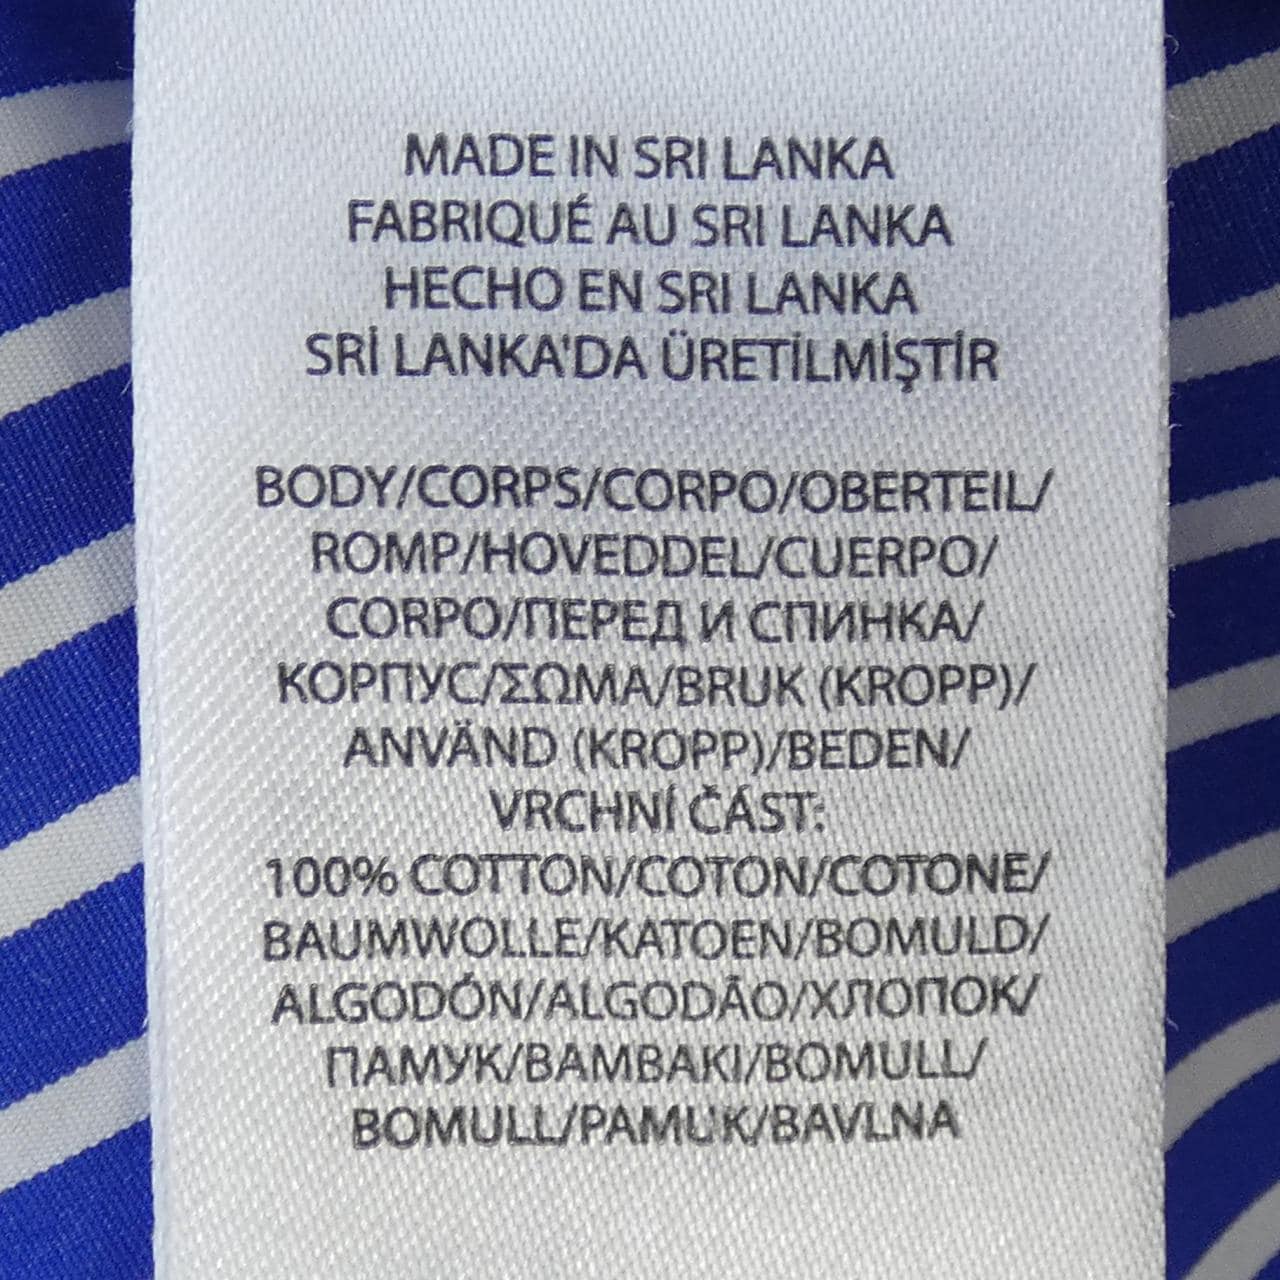 MADE IN SRI LANKA
FABRIQUÉ AU SRI LANKA
HECHO EN SRI LANKA
SRİ LANKA'DA ÜRETİLMİŞTİR
BODY/CORPS/CORPO/OBERTEIL/
ROMP/HOVEDDEL/CUERPO/
CORPO/ПЕРЕД И СПИНКА/
КОРПУС/ΣΩΜΑ/BRUK (KROPP)/
ANVÄND (KROPP)/BEDEN/
VRCHNÍ ČÁST:
100% COTTON/COTON/COTONE/
BAUMWOLLE/KATOEN/BOMULD/
ALGODÓN/ALGODÃO/ХЛОПОК/
ПАМУК/ΒΑΜΒΑΚΙ/BOMULL/
BOMULL/PAMUK/BAVLNA